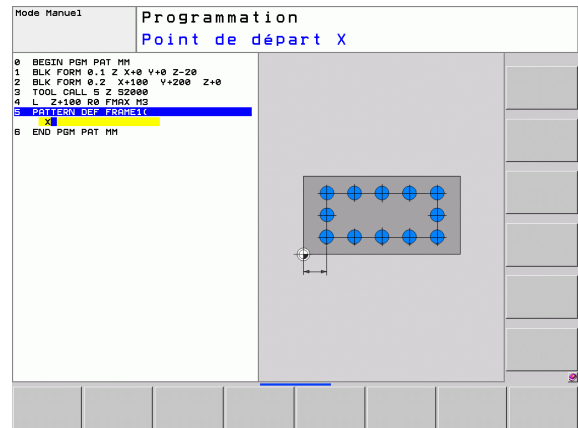 Mode Manuel
Programmation
Point de départ X
0 BEGIN PGM PAT MM
1 BLK FORM 0.1 Z X+0 Y+0 Z-20
2 BLK FORM 0.2 X+100 Y+200 Z+0
3 TOOL CALL 5 Z S2000
4 L Z+100 R0 FMAX M3
5 PATTERN DEF FRAME1(
X
6 END PGM PAT MM